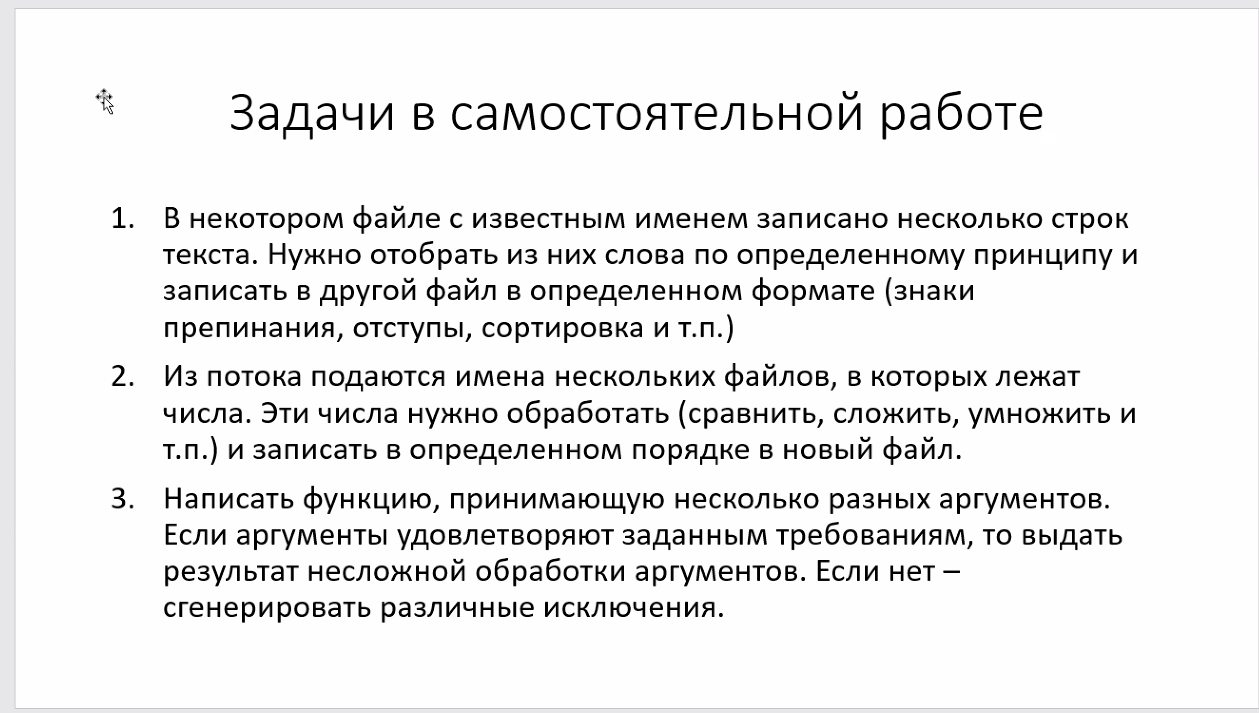 Задачи в самостоятельной работе
1. В некотором файле с известным именем записано несколько строк
текста. Нужно отобрать из них слова по определенному принципу и
записать в другой файл в определенном формате (знаки
препинания, отступы, сортировка и т.п.)
2. Из потока подаются имена нескольких файлов, в которых лежат
числа. Эти числа нужно обработать (сравнить, сложить, умножить и
т.п.) и записать в определенном порядке в новый файл.
3. Написать функцию, принимающую несколько разных аргументов.
Если аргументы удовлетворяют заданным требованиям, то выдать
результат несложной обработки аргументов. Если нет –
сгенерировать различные исключения.